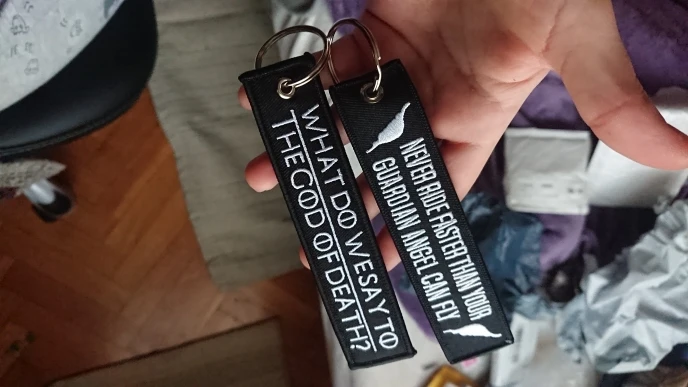 WHAT DO WE SAY TO
THE GOD OF DEATH?
NEVER RIDE FASTER THAN YOUR
GUARDIAN ANGEL CAN FLY